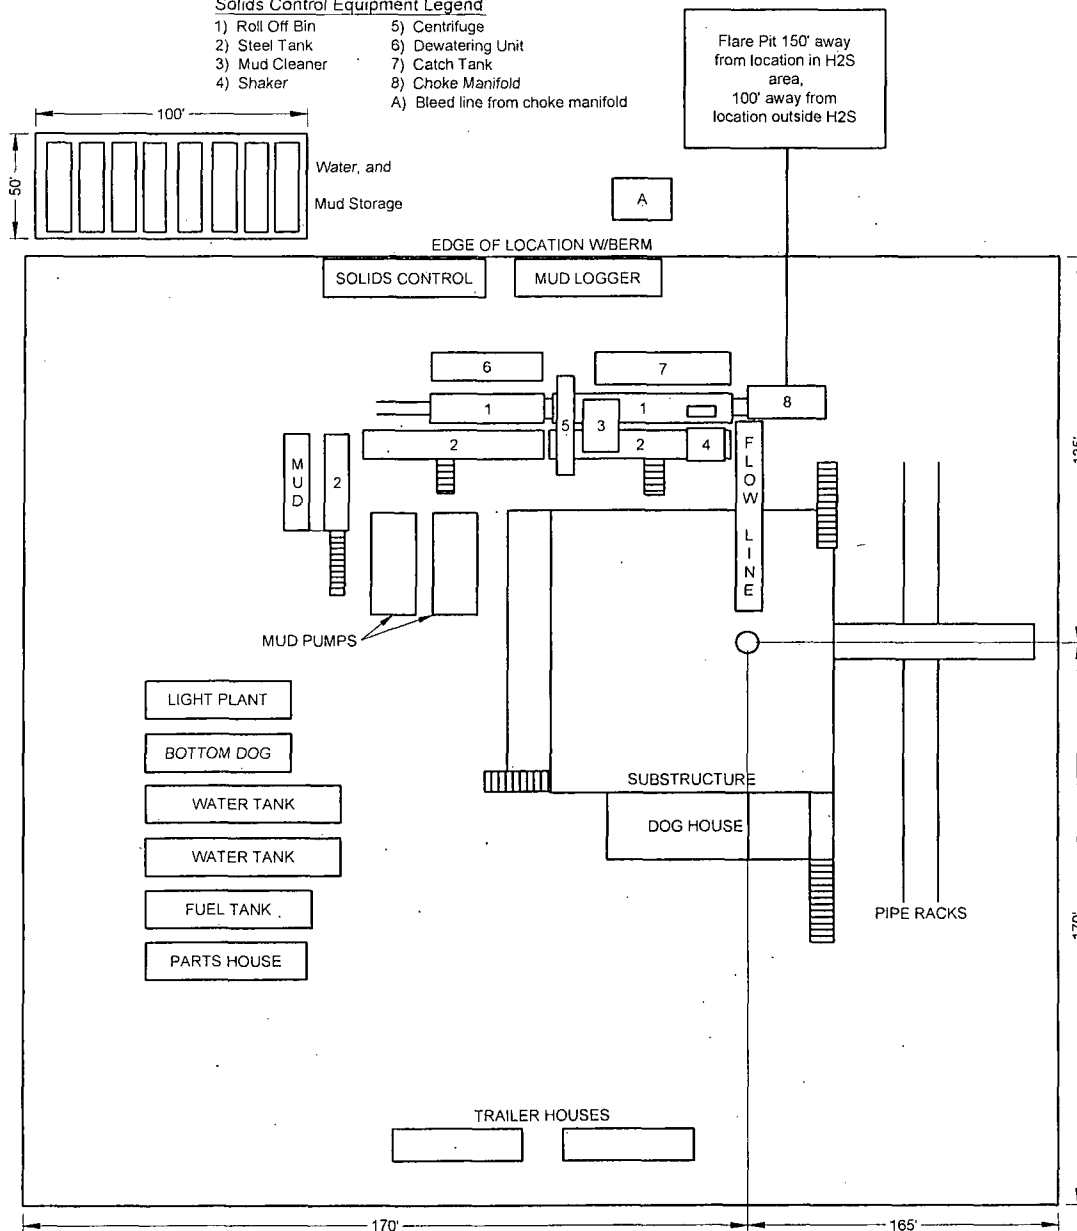 Solids Control Equipment Legend
1) Roll Off Bin
2) Steel Tank
3) Mud Cleaner
4) Shaker
5) Centrifuge
6) Dewatering Unit
7) Catch Tank
8) Choke Manifold
A) Bleed line from choke manifold
Flare Pit 150' away
from location in H2S
area,
100' away from
location outside H2S
100'
50'
Water, and
Mud Storage
A
EDGE OF LOCATION W/BERM
SOLIDS CONTROL
MUD LOGGER
6
7
1
1
8
5
3
2
2
4
MUD
2
FLOW LINE
MUD PUMPS
LIGHT PLANT
BOTTOM DOG
WATER TANK
WATER TANK
FUEL TANK
PARTS HOUSE
SUBSTRUCTURE
DOG HOUSE
PIPE RACKS
170'
TRAILER HOUSES
170'
165'